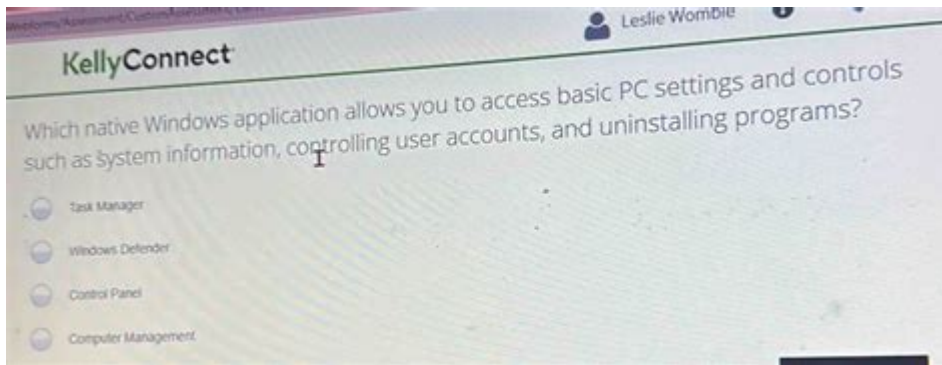 Leslie Womble
KellyConnect
Which native Windows application allows you to access basic PC settings and controls
such as system information, controlling user accounts, and uninstalling programs?
Task Manager
Windows Defender
Control Panel
Computer Management